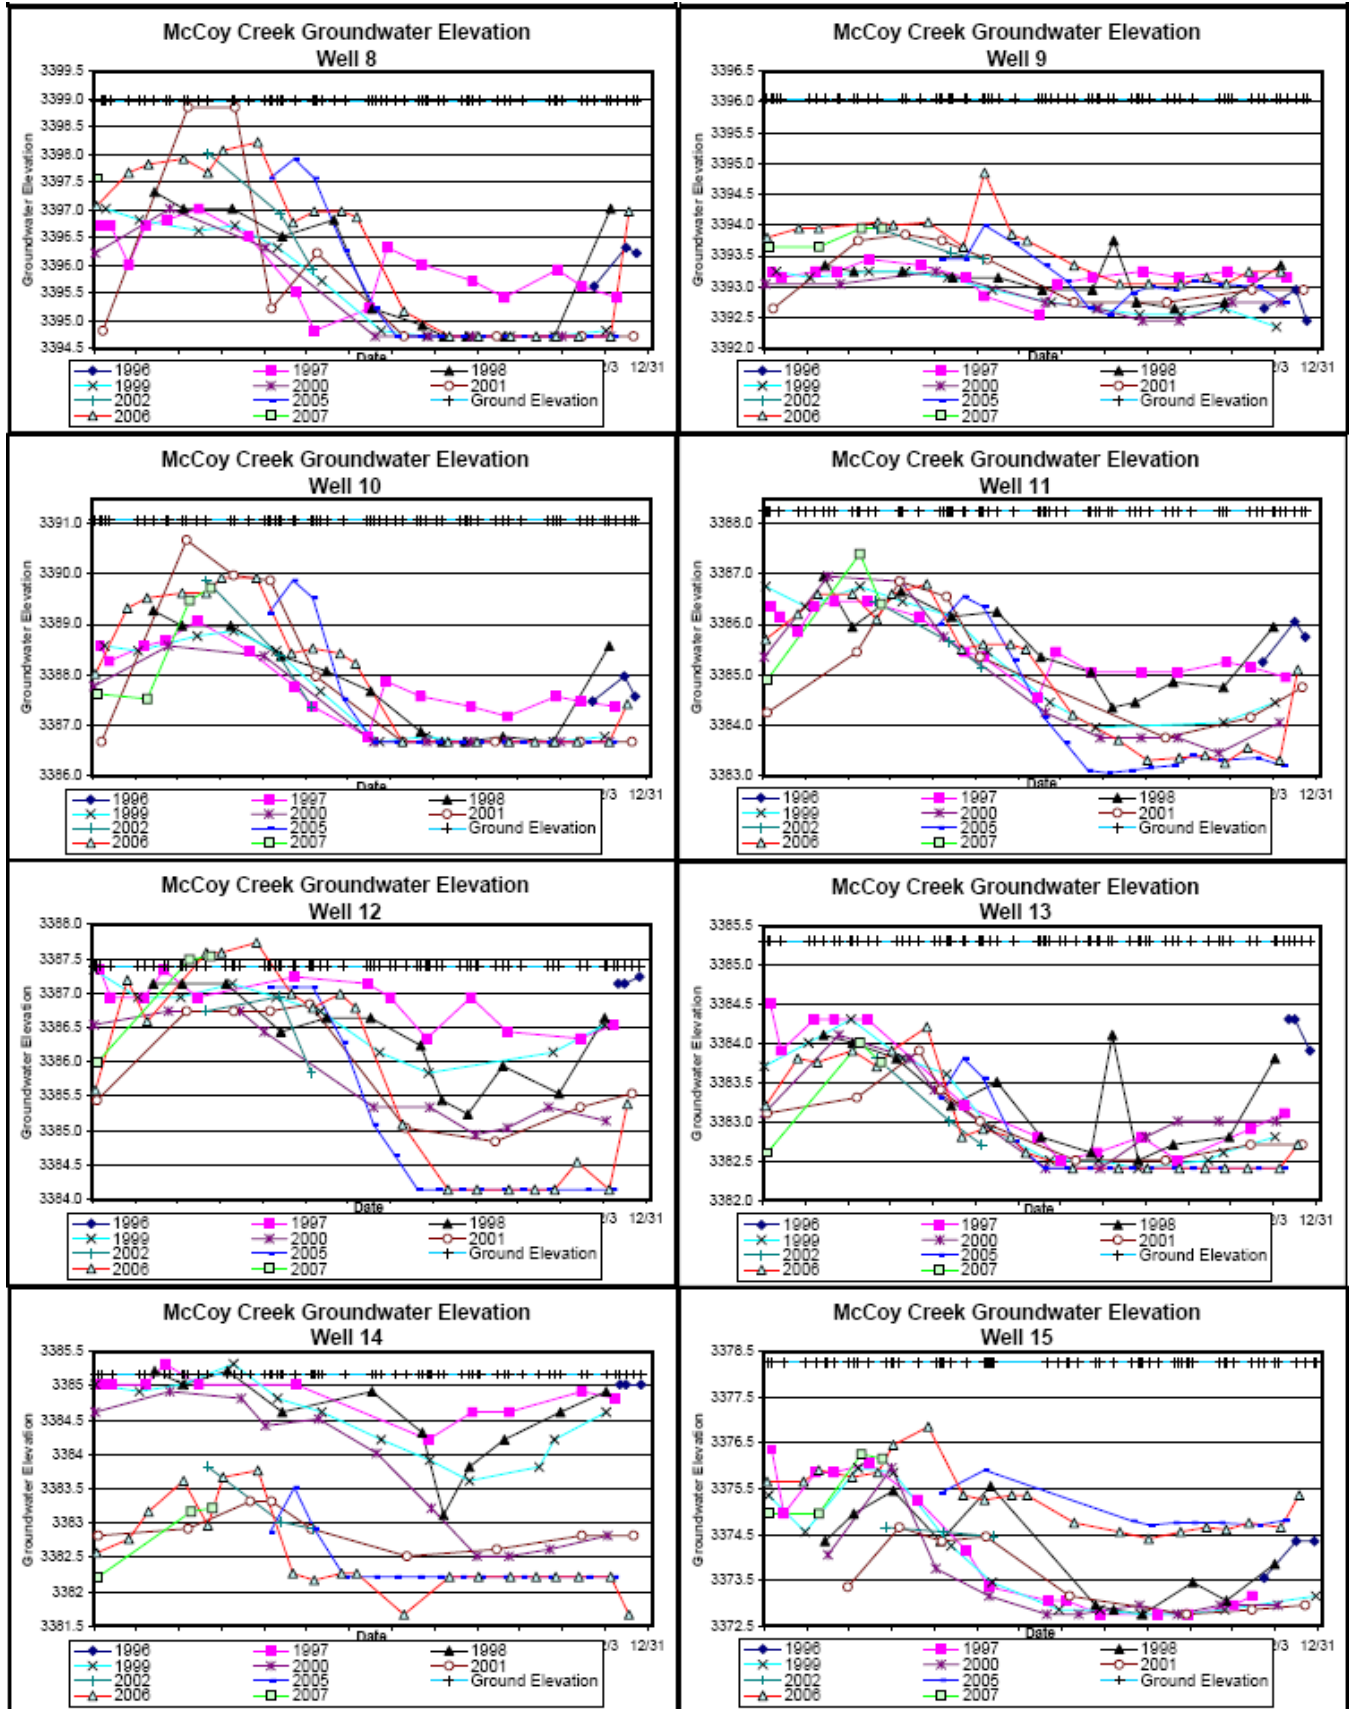 McCoy Creek Groundwater Elevation
Well 8
Groundwater Elevation
3399.5
3399.0
3398.5
3398.0
3397.5
3397.0
3396.5
3396.0
3395.5
3395.0
3394.5
Date
2/3 12/31
1996 1997 1998
1999 2000 2001
2002 2005 Ground Elevation
2006 2007
McCoy Creek Groundwater Elevation
Well 9
Groundwater Elevation
3396.5
3396.0
3395.5
3395.0
3394.5
3394.0
3393.5
3393.0
3392.5
3392.0
Date
2/3 12/31
1996 1997 1998
1999 2000 2001
2002 2005 Ground Elevation
2006 2007
McCoy Creek Groundwater Elevation
Well 10
Groundwater Elevation
3391.0
3390.0
3389.0
3388.0
3387.0
3386.0
Date
2/3 12/31
1996 1997 1998
1999 2000 2001
2002 2005 Ground Elevation
2006 2007
McCoy Creek Groundwater Elevation
Well 11
Groundwater Elevation
3388.0
3387.0
3386.0
3385.0
3384.0
3383.0
Date
2/3 12/31
1996 1997 1998
1999 2000 2001
2002 2005 Ground Elevation
2006 2007
McCoy Creek Groundwater Elevation
Well 12
Groundwater Elevation
3388.0
3387.5
3387.0
3386.5
3386.0
3385.5
3385.0
3384.5
3384.0
Date
2/3 12/31
1996 1997 1998
1999 2000 2001
2002 2005 Ground Elevation
2006 2007
McCoy Creek Groundwater Elevation
Well 13
Groundwater Elevation
3385.5
3385.0
3384.5
3384.0
3383.5
3383.0
3382.5
3382.0
Date
2/3 12/31
1996 1997 1998
1999 2000 2001
2002 2005 Ground Elevation
2006 2007
McCoy Creek Groundwater Elevation
Well 14
Groundwater Elevation
3385.5
3385
3384.5
3384
3383.5
3383
3382.5
3382
3381.5
Date
2/3 12/31
1996 1997 1998
1999 2000 2001
2002 2005 Ground Elevation
2006 2007
McCoy Creek Groundwater Elevation
Well 15
Groundwater Elevation
3378.5
3377.5
3376.5
3375.5
3374.5
3373.5
3372.5
Date
2/3 12/31
1996 1997 1998
1999 2000 2001
2002 2005 Ground Elevation
2006 2007